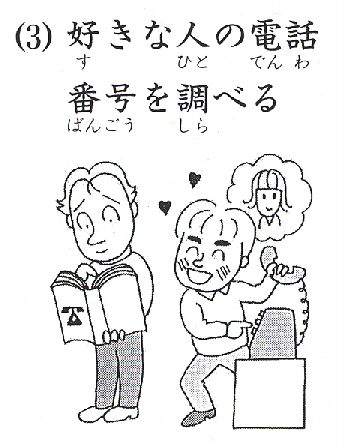 (3) 好きな人の電話
す ひと でん わ
番号を調べる
ばんごう しら